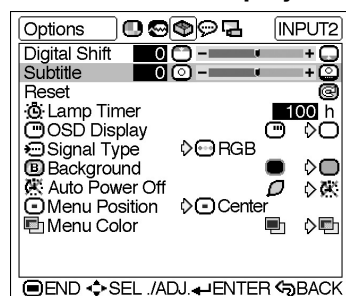 Options INPUT2
Digital Shift 0 - +
Subtitle 0 - +
Reset
Lamp Timer 100 h
OSD Display
Signal Type RGB
B Background
Auto Power Off
Menu Position Center
Menu Color
END SEL./ADJ. ENTER BACK